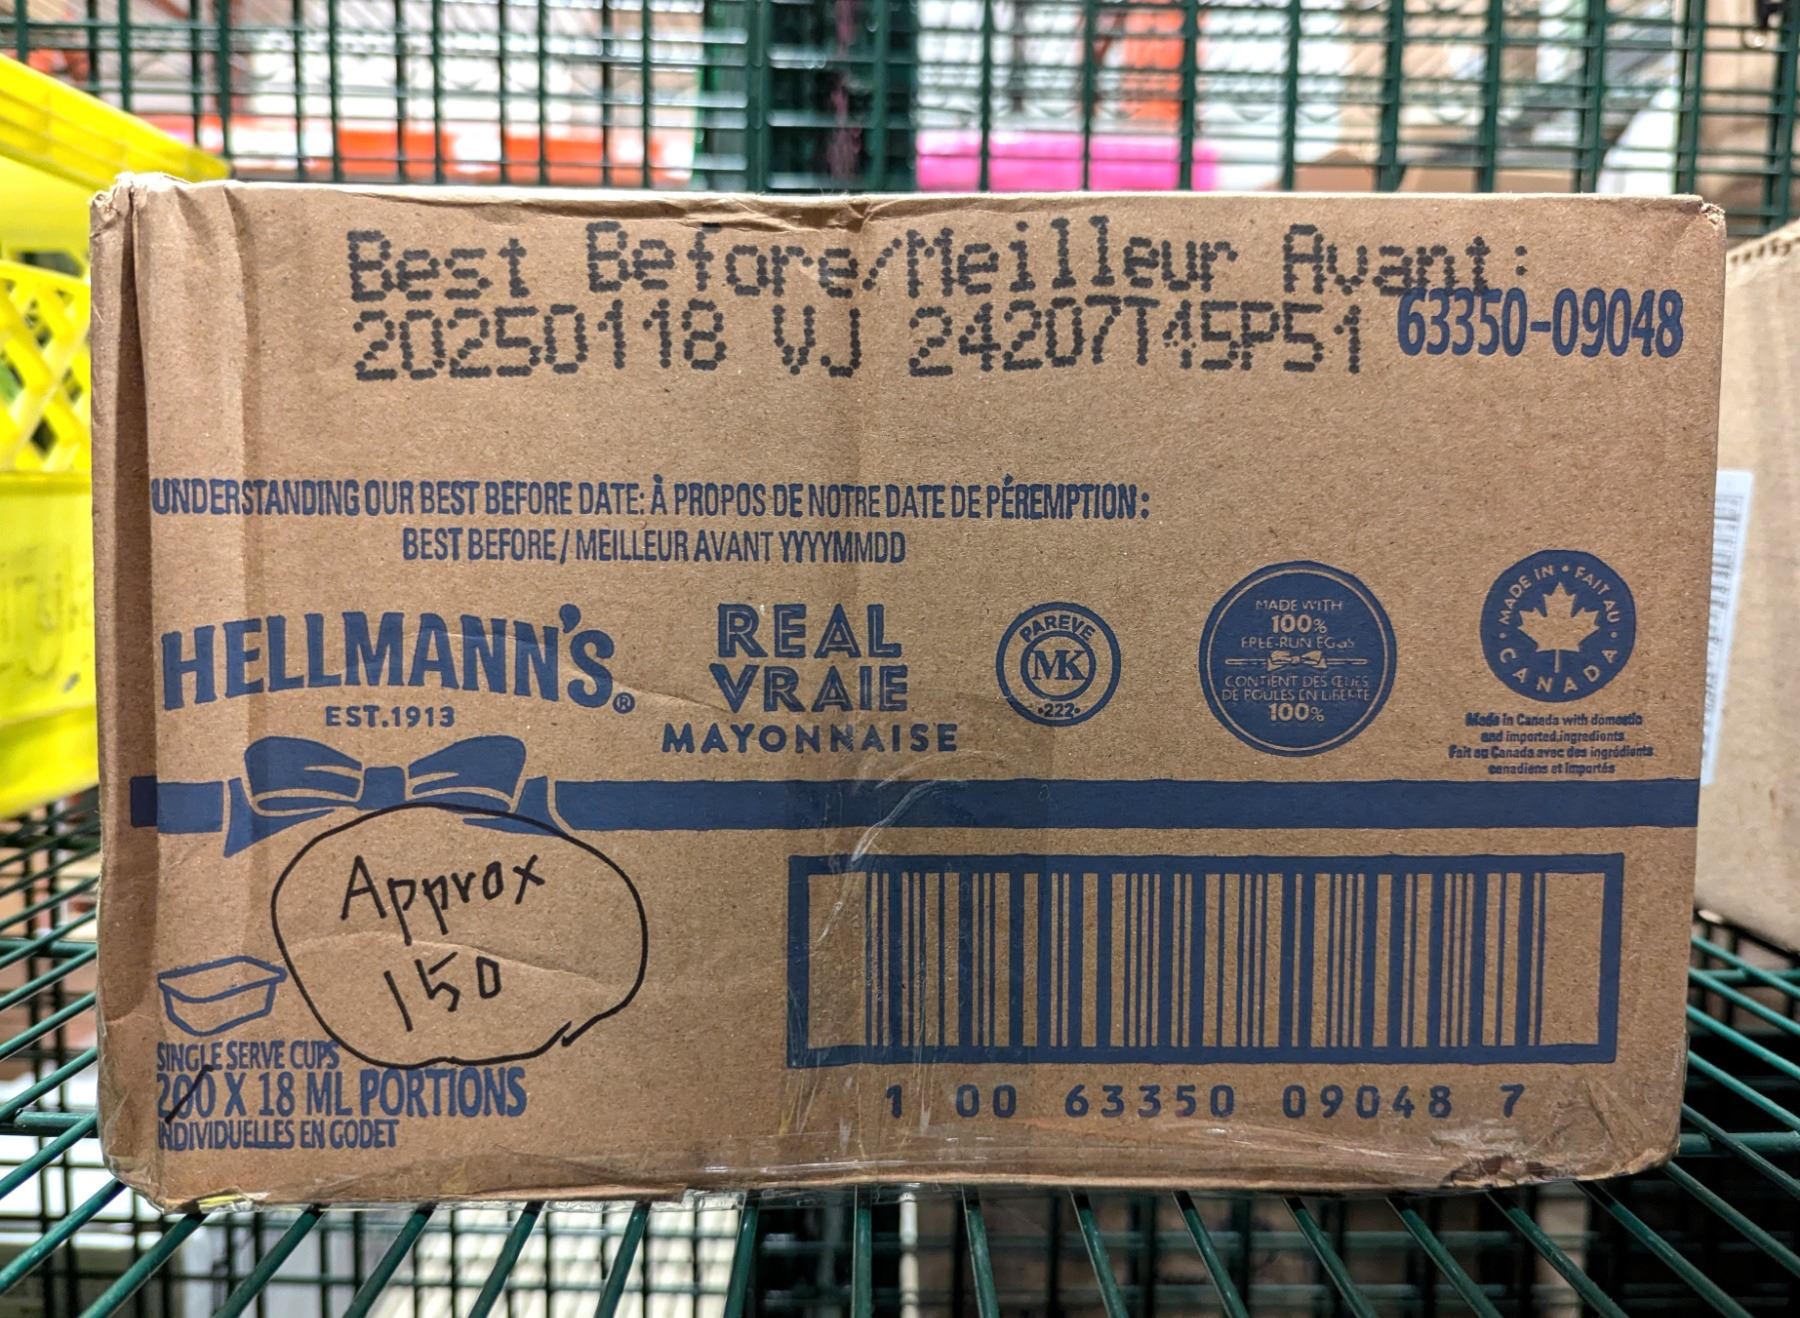 Best Before/Meilleur Avant:
20250118 VJ 24207T45P51
63350-09048
UNDERSTANDING OUR BEST BEFORE DATE: À PROPOS DE NOTRE DATE DE PÉREMPTION:
BEST BEFORE / MEILLEUR AVANT YYYYMMDD
HELLMANN'S®
EST.1913
REAL
VRAIE
MAYONNAISE
PAREVE
MK
•222•
MADE WITH
100%
FREE-RUN EGGS
CONTIENT DES ŒUFS
DE POULES EN LIBERTÉ
100%
MADE IN • FAIT AU • CANADA •
Made in Canada with domestic
and imported ingredients
Fait au Canada avec des ingrédients
canadiens et importés
Approx
150
SINGLE SERVE CUPS
200 X 18 ML PORTIONS
INDIVIDUELLES EN GODET
1 00 63350 09048 7